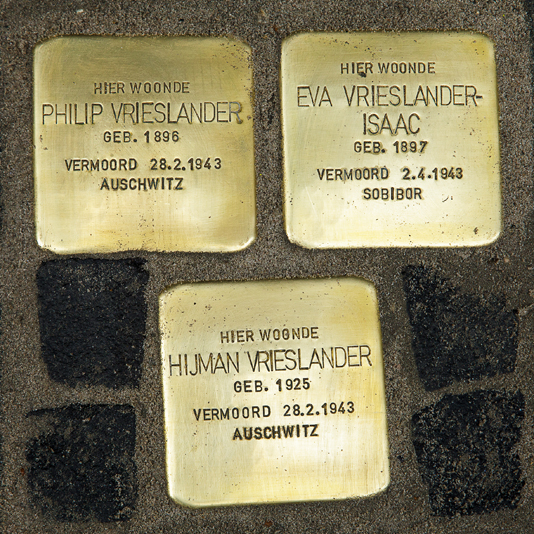 HIER WOONDE
PHILIP VRIESLANDER
GEB. 1896
VERMOORD 28.2.1943
AUSCHWITZ
HIER WOONDE
EVA VRIESLANDER-
ISAAC
GEB. 1897
VERMOORD 2.4.1943
SOBIBOR
HIER WOONDE
HIJMAN VRIESLANDER
GEB. 1925
VERMOORD 28.2.1943
AUSCHWITZ